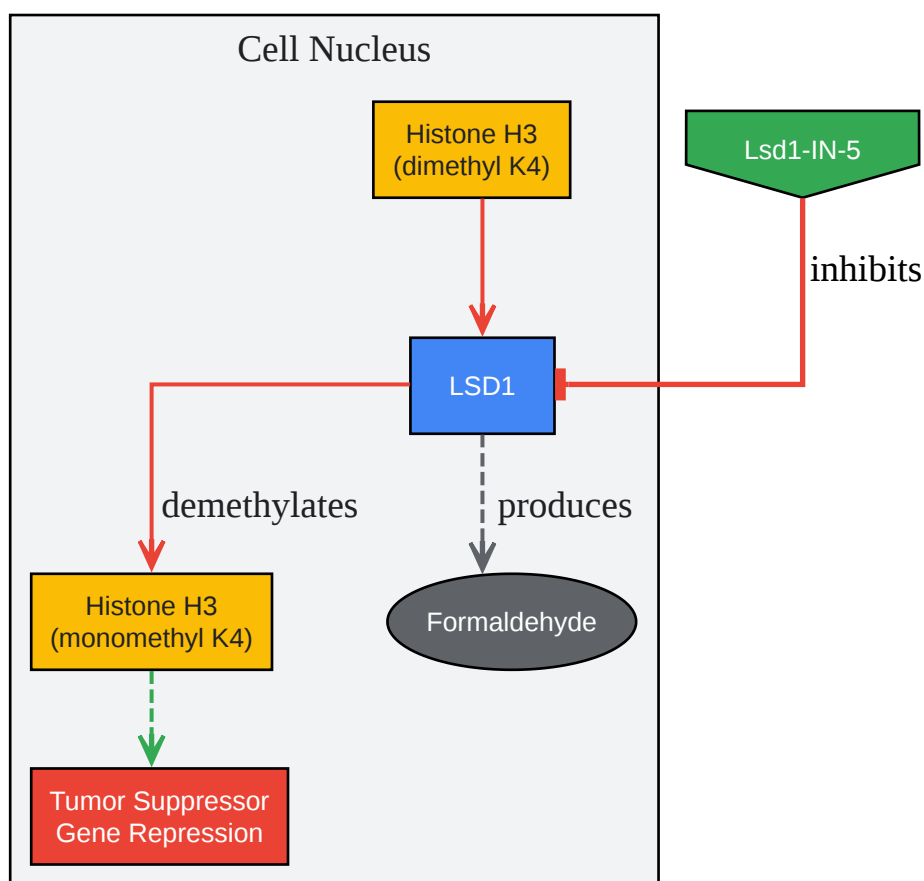 Cell Nucleus
Histone H3
(dimethyl K4)
Lsd1-IN-5
inhibits
LSD1
demethylates
produces
Histone H3
(monomethyl K4)
Formaldehyde
Tumor Suppressor
Gene Repression